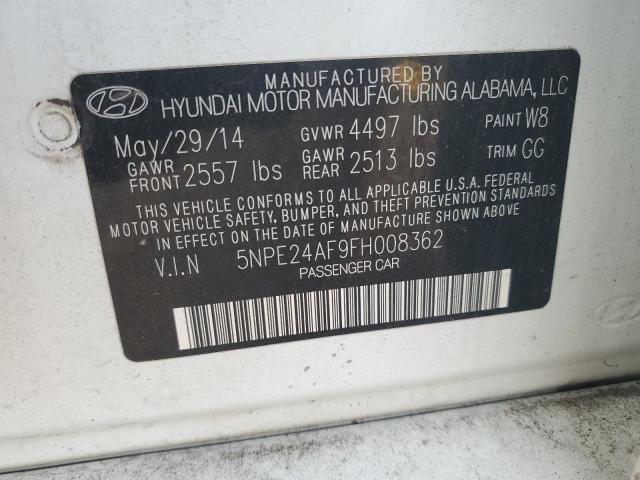 MANUFACTURED BY
HYUNDAI MOTOR MANUFACTURING ALABAMA, LLC
May/29/14 GVWR 4497 lbs PAINT W8
GAWR FRONT 2557 lbs GAWR REAR 2513 lbs TRIM GG
THIS VEHICLE CONFORMS TO ALL APPLICABLE U.S.A. FEDERAL
MOTOR VEHICLE SAFETY, BUMPER, AND THEFT PREVENTION STANDARDS
IN EFFECT ON THE DATE OF MANUFACTURE SHOWN ABOVE
V.I.N 5NPE24AF9FH008362
PASSENGER CAR